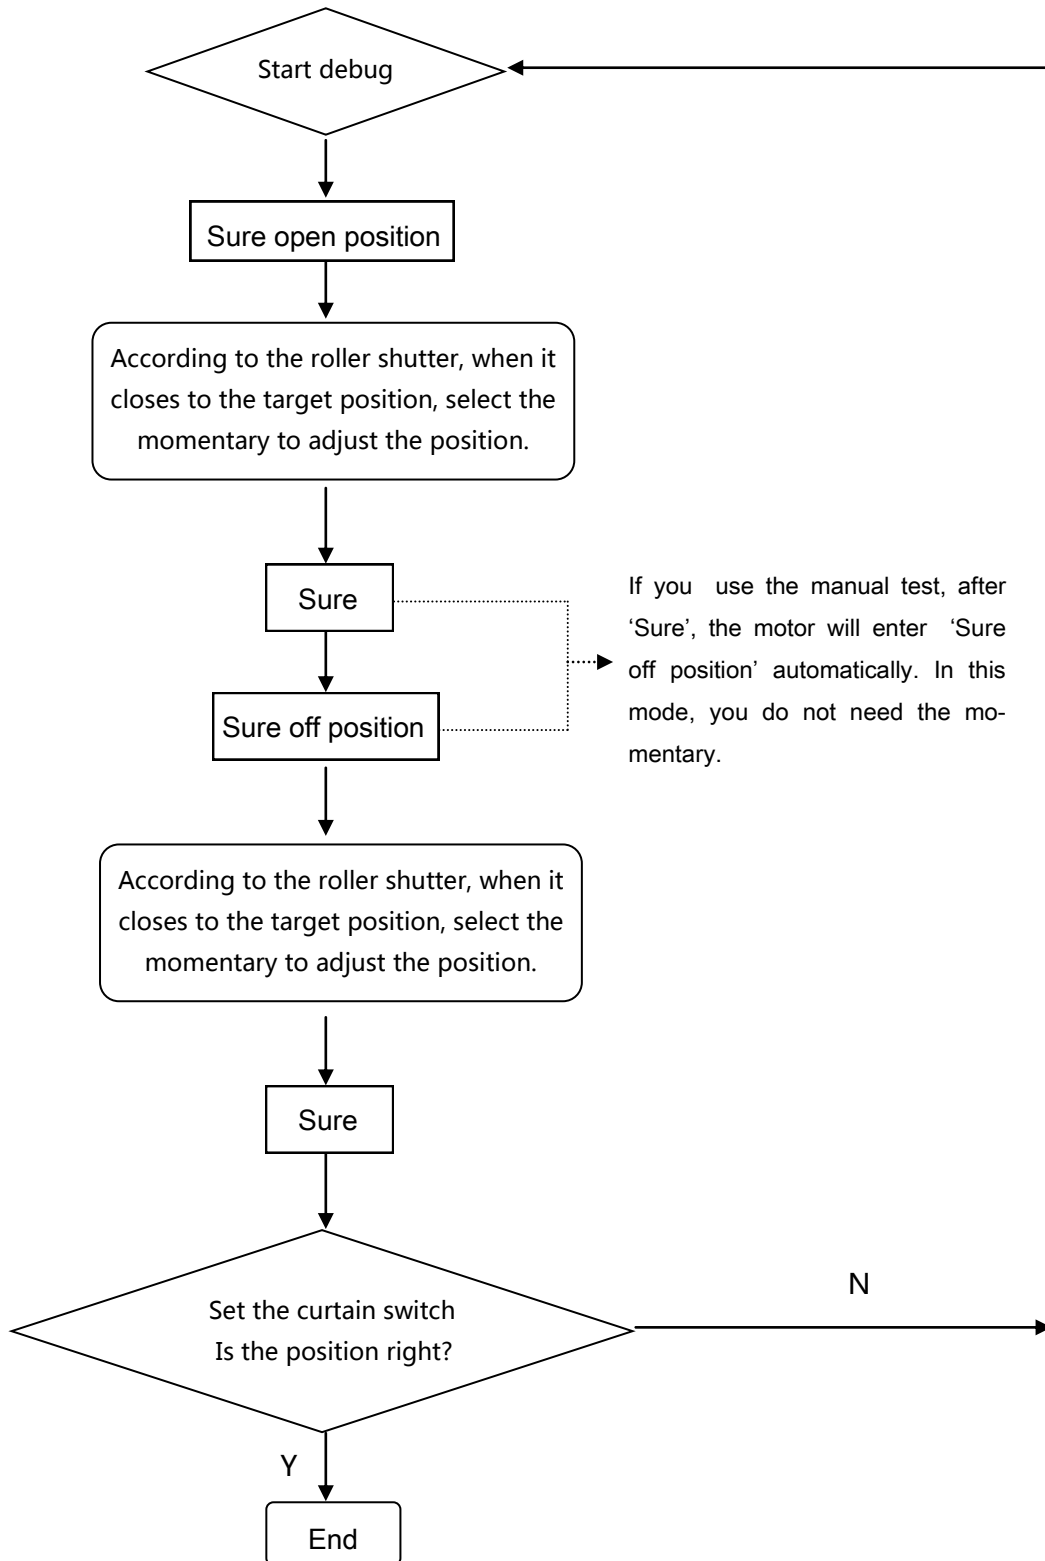 Start debug
Sure open position
According to the roller shutter, when it
closes to the target position, select the
momentary to adjust the position.
Sure
If you use the manual test, after
‘Sure’, the motor will enter ‘Sure
off position’ automatically. In this
mode, you do not need the mo-
mentary.
Sure off position
According to the roller shutter, when it
closes to the target position, select the
momentary to adjust the position.
Sure
N
Set the curtain switch
Is the position right?
Y
End